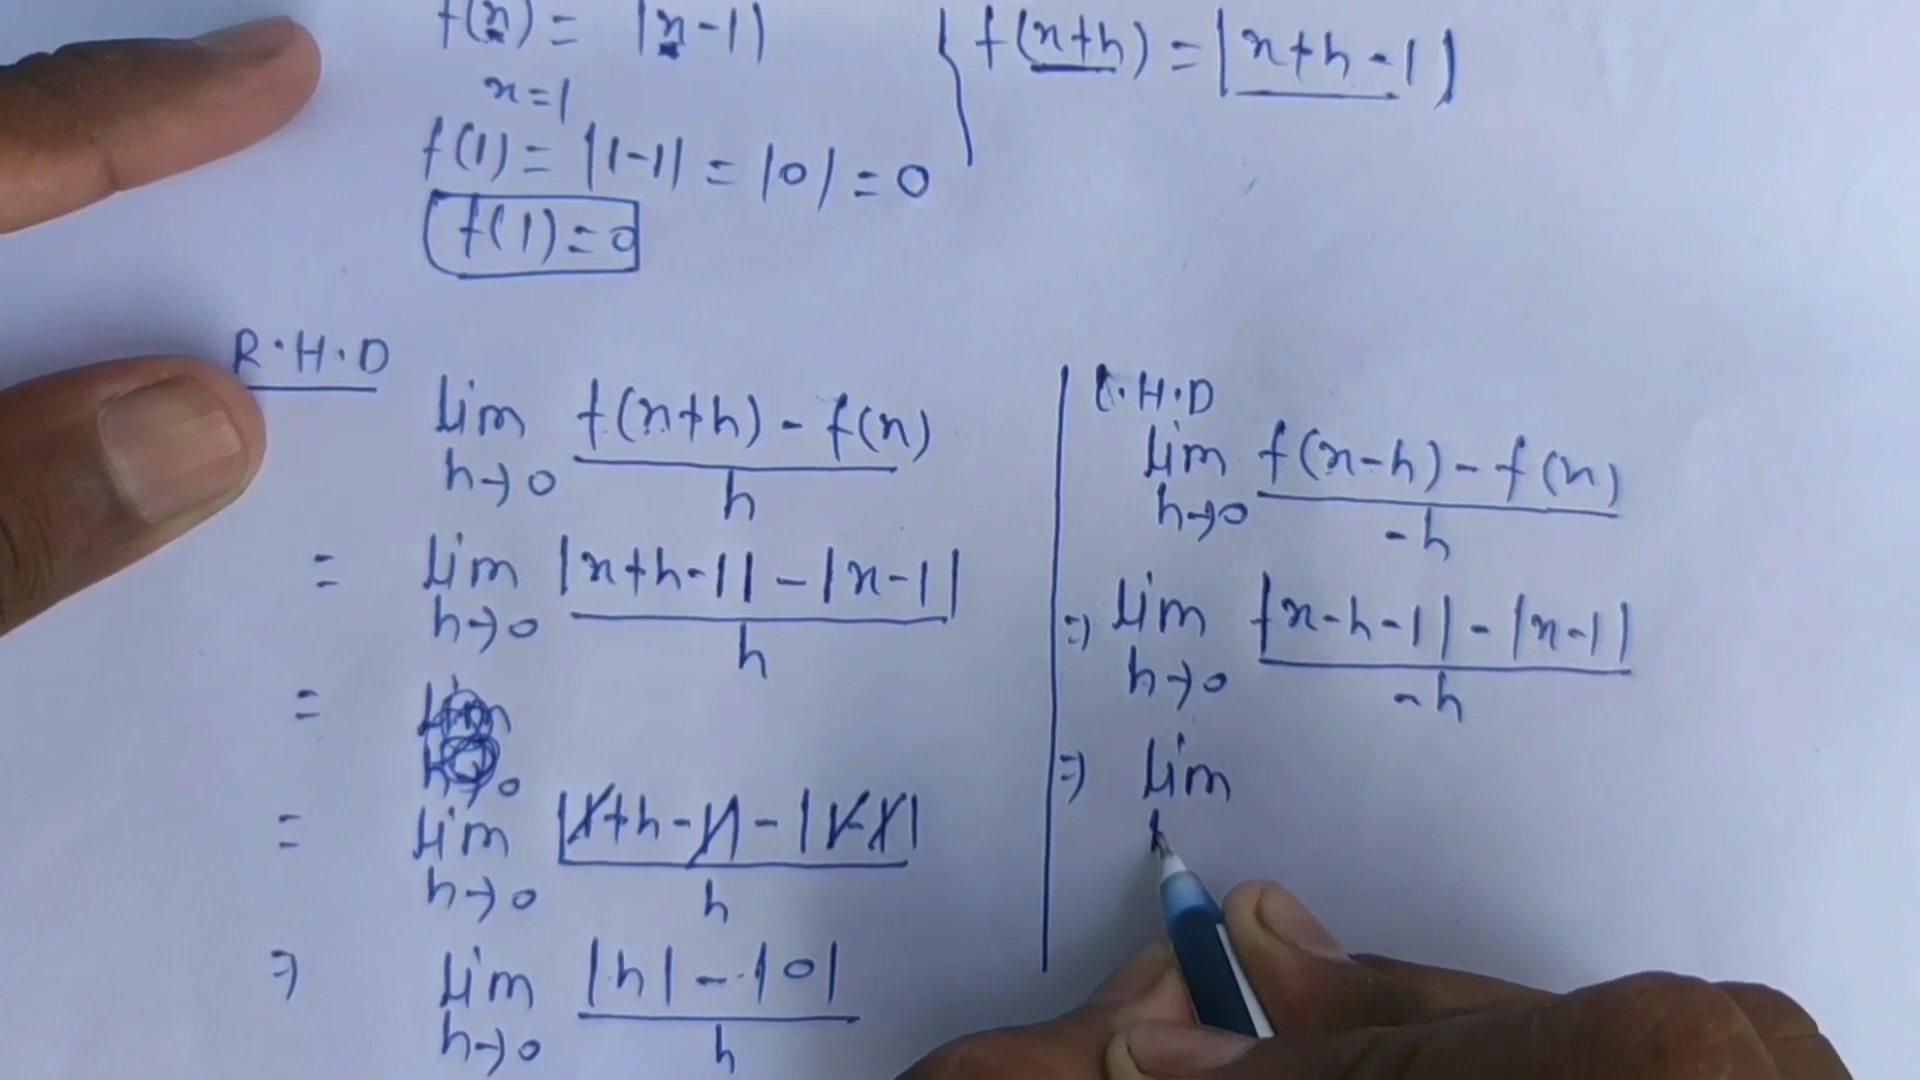 f(x) = |x-1|
x=1
f(1) = |1-1| = |0| = 0
f(1) = 0
f(x+h) = |x+h-1|
R.H.D
lim f(x+h) - f(x)
h→0 h
= lim |x+h-1| - |x-1|
h→0 h
=
= lim |1+h-1| - |1-1|
h→0 h
⇒ lim |h| - |0|
h→0 h
L.H.D
lim f(x-h) - f(x)
h→0 -h
⇒ lim |x-h-1| - |x-1|
h→0 -h
⇒ lim
h